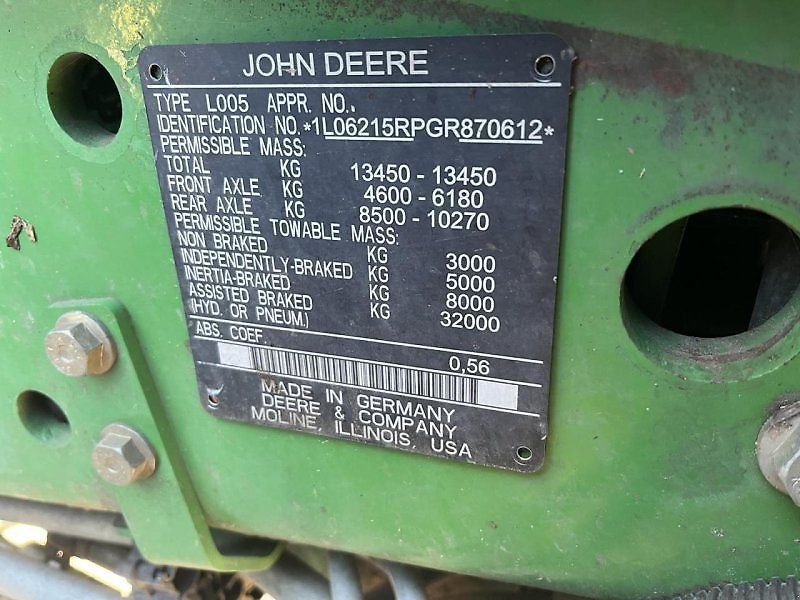 JOHN DEERE
TYPE L005 APPR. NO..
IDENTIFICATION NO.*1L06215RPGR870612*
PERMISSIBLE MASS:
TOTAL KG 13450 - 13450
FRONT AXLE KG 4600 - 6180
REAR AXLE KG 8500 - 10270
PERMISSIBLE TOWABLE MASS:
NON BRAKED KG 3000
INDEPENDENTLY-BRAKED KG 5000
INERTIA-BRAKED KG 8000
ASSISTED BRAKED KG 32000
(HYD. OR PNEUM.)
ABS. COEF. 0,56
MADE IN GERMANY
DEERE & COMPANY
MOLINE, ILLINOIS, USA